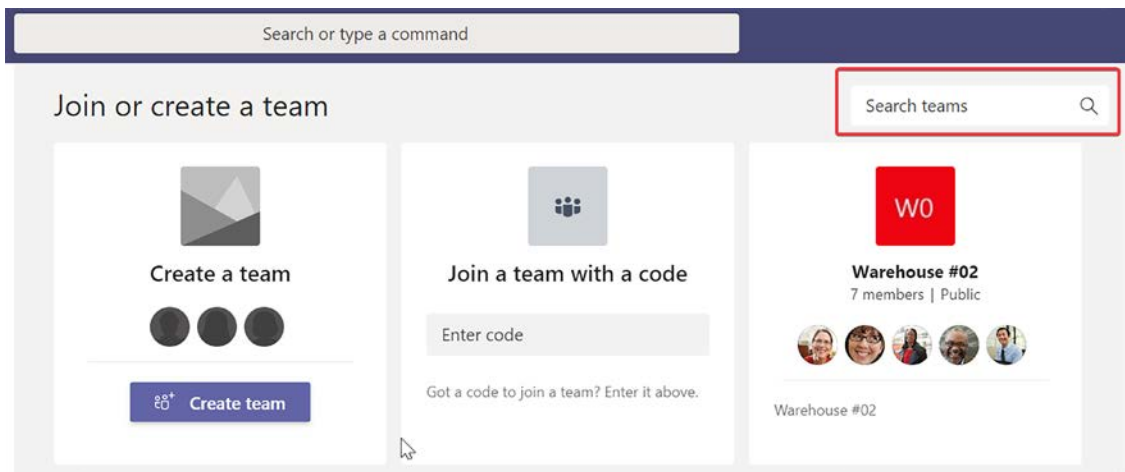 Search or type a command
Join or create a team
Search teams
Create a team
Create team
Join a team with a code
Enter code
Got a code to join a team? Enter it above.
W0
Warehouse #02
7 members | Public
Warehouse #02